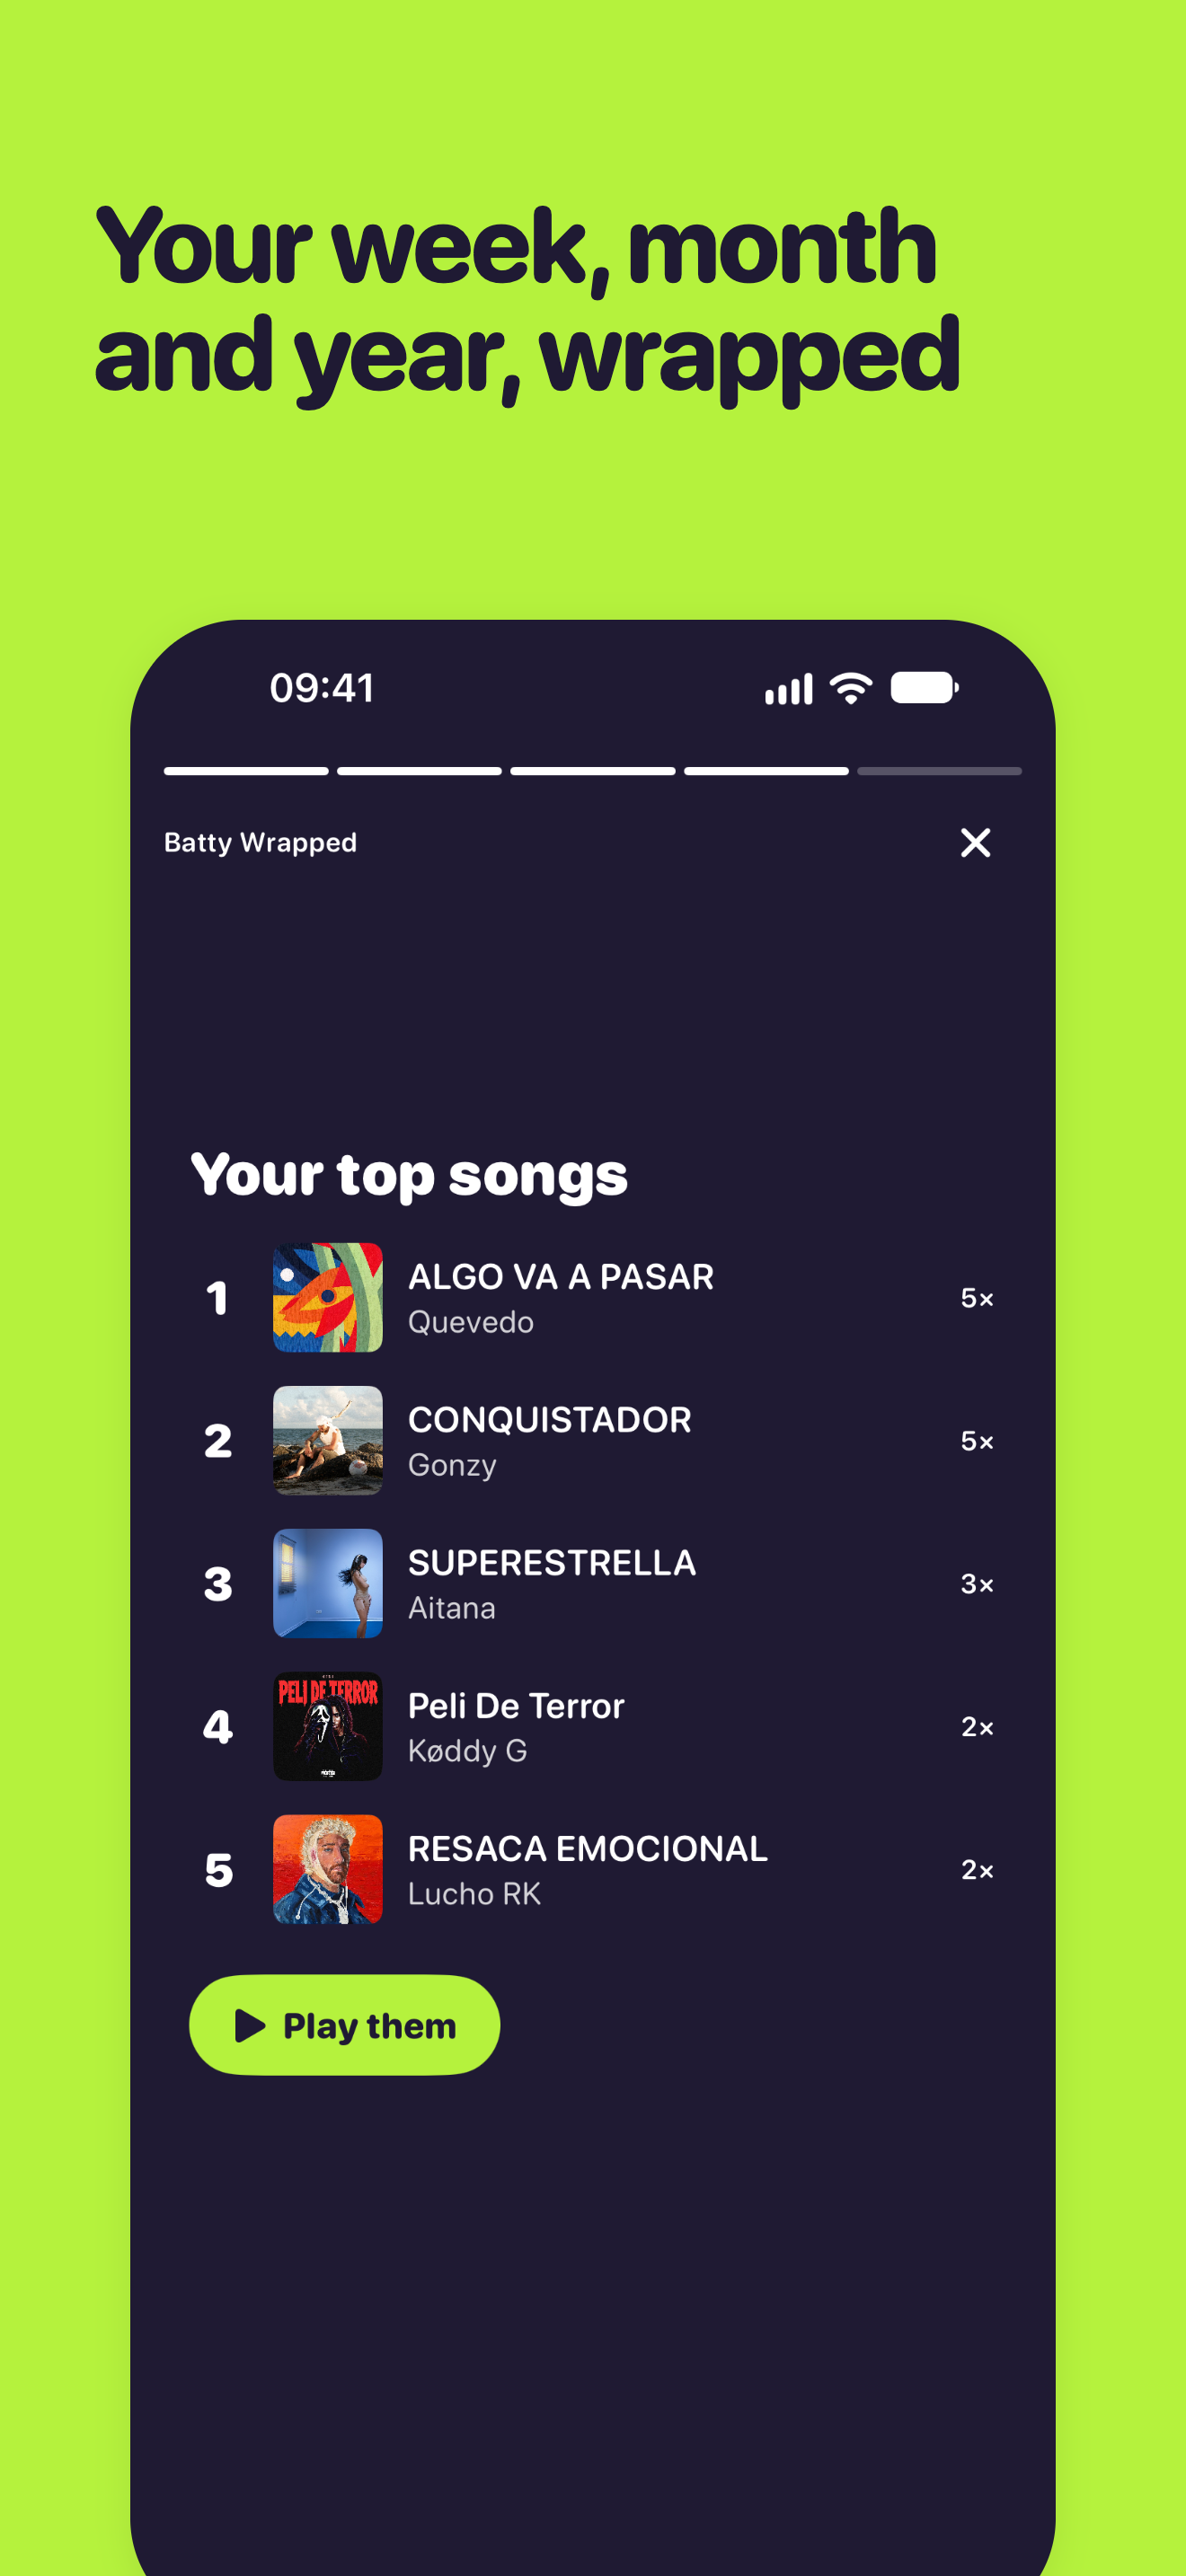 Your week, month
and year, wrapped
09:41
Batty Wrapped
Your top songs
1
ALGO VA A PASAR
Quevedo
5×
2
CONQUISTADOR
Gonzy
5×
3
SUPERESTRELLA
Aitana
3×
4
PELI DE TERROR
Peli De Terror
Køddy G
2×
5
RESACA EMOCIONAL
Lucho RK
2×
Play them